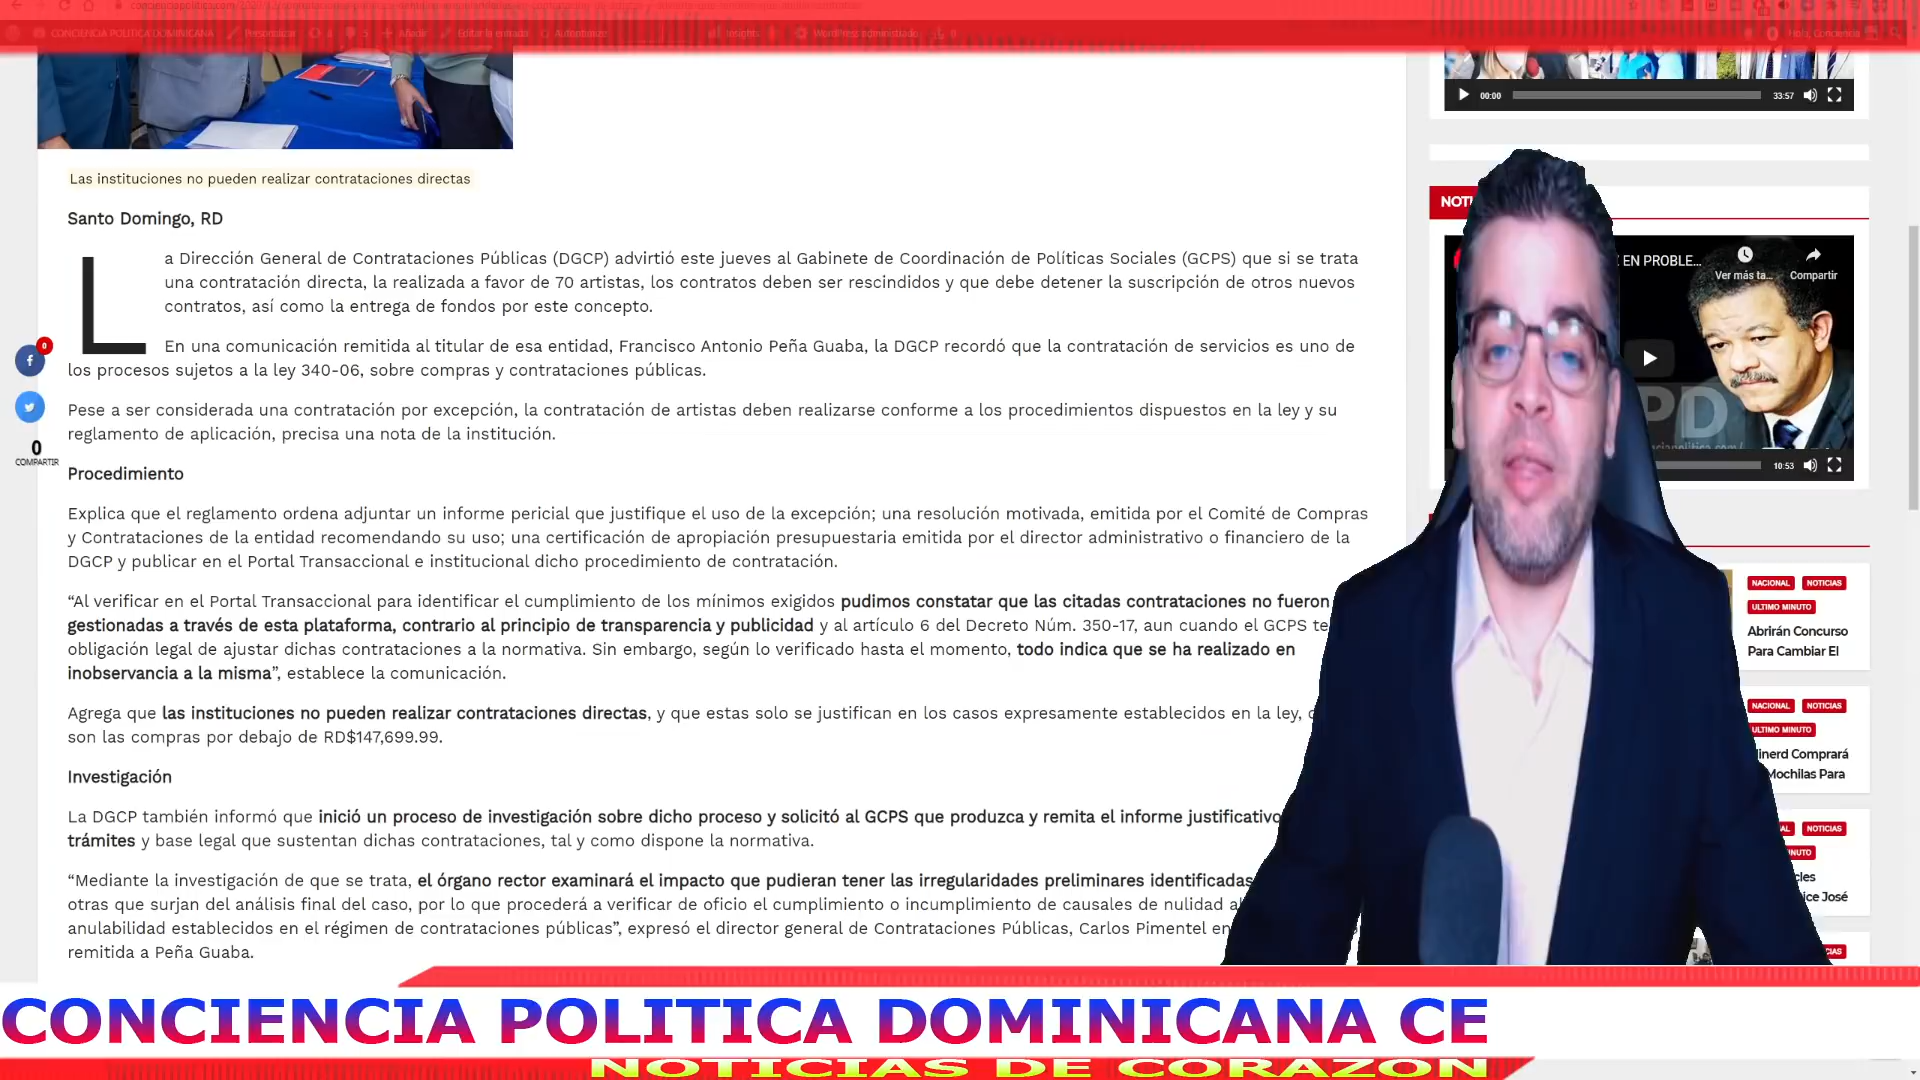 CONCIENCIA POLITICA DOMINICANA
Personalizar
Añadir
Editar la entrada
Insights
WordPress administrado
Hola, Conciencia
00:00
33:57
Las instituciones no pueden realizar contrataciones directas
Santo Domingo, RD
La Dirección General de Contrataciones Públicas (DGCP) advirtió este jueves al Gabinete de Coordinación de Políticas Sociales (GCPS) que si se trata
una contratación directa, la realizada a favor de 70 artistas, los contratos deben ser rescindidos y que debe detener la suscripción de otros nuevos
contratos, así como la entrega de fondos por este concepto.
En una comunicación remitida al titular de esa entidad, Francisco Antonio Peña Guaba, la DGCP recordó que la contratación de servicios es uno de
los procesos sujetos a la ley 340-06, sobre compras y contrataciones públicas.
Pese a ser considerada una contratación por excepción, la contratación de artistas deben realizarse conforme a los procedimientos dispuestos en la ley y su
reglamento de aplicación, precisa una nota de la institución.
Procedimiento
Explica que el reglamento ordena adjuntar un informe pericial que justifique el uso de la excepción; una resolución motivada, emitida por el Comité de Compras
y Contrataciones de la entidad recomendando su uso; una certificación de apropiación presupuestaria emitida por el director administrativo o financiero de la
DGCP y publicar en el Portal Transaccional e institucional dicho procedimiento de contratación.
“Al verificar en el Portal Transaccional para identificar el cumplimiento de los mínimos exigidos pudimos constatar que las citadas contrataciones no fueron
gestionadas a través de esta plataforma, contrario al principio de transparencia y publicidad y al artículo 6 del Decreto Núm. 350-17, aun cuando el GCPS te
obligación legal de ajustar dichas contrataciones a la normativa. Sin embargo, según lo verificado hasta el momento, todo indica que se ha realizado en
inobservancia a la misma”, establece la comunicación.
Agrega que las instituciones no pueden realizar contrataciones directas, y que estas solo se justifican en los casos expresamente establecidos en la ley,
son las compras por debajo de RD$147,699.99.
Investigación
La DGCP también informó que inició un proceso de investigación sobre dicho proceso y solicitó al GCPS que produzca y remita el informe justificativo
trámites y base legal que sustentan dichas contrataciones, tal y como dispone la normativa.
“Mediante la investigación de que se trata, el órgano rector examinará el impacto que pudieran tener las irregularidades preliminares identificadas
otras que surjan del análisis final del caso, por lo que procederá a verificar de oficio el cumplimiento o incumplimiento de causales de nulidad
anulabilidad establecidos en el régimen de contrataciones públicas”, expresó el director general de Contrataciones Públicas, Carlos Pimentel en
remitida a Peña Guaba.
f
0
0
COMPARTIR
NOTI
EN PROBLE...
Ver más ta...
Compartir
PD
10:53
NACIONAL NOTICIAS
ULTIMO MINUTO
Abrirán Concurso
Para Cambiar El
NACIONAL NOTICIAS
ULTIMO MINUTO
inerd Comprará
Mochilas Para
AL NOTICIAS
NUTO
cles
ice José
CIAS
CONCIENCIA POLITICA DOMINICANA CE
NOTICIAS DE CORAZON